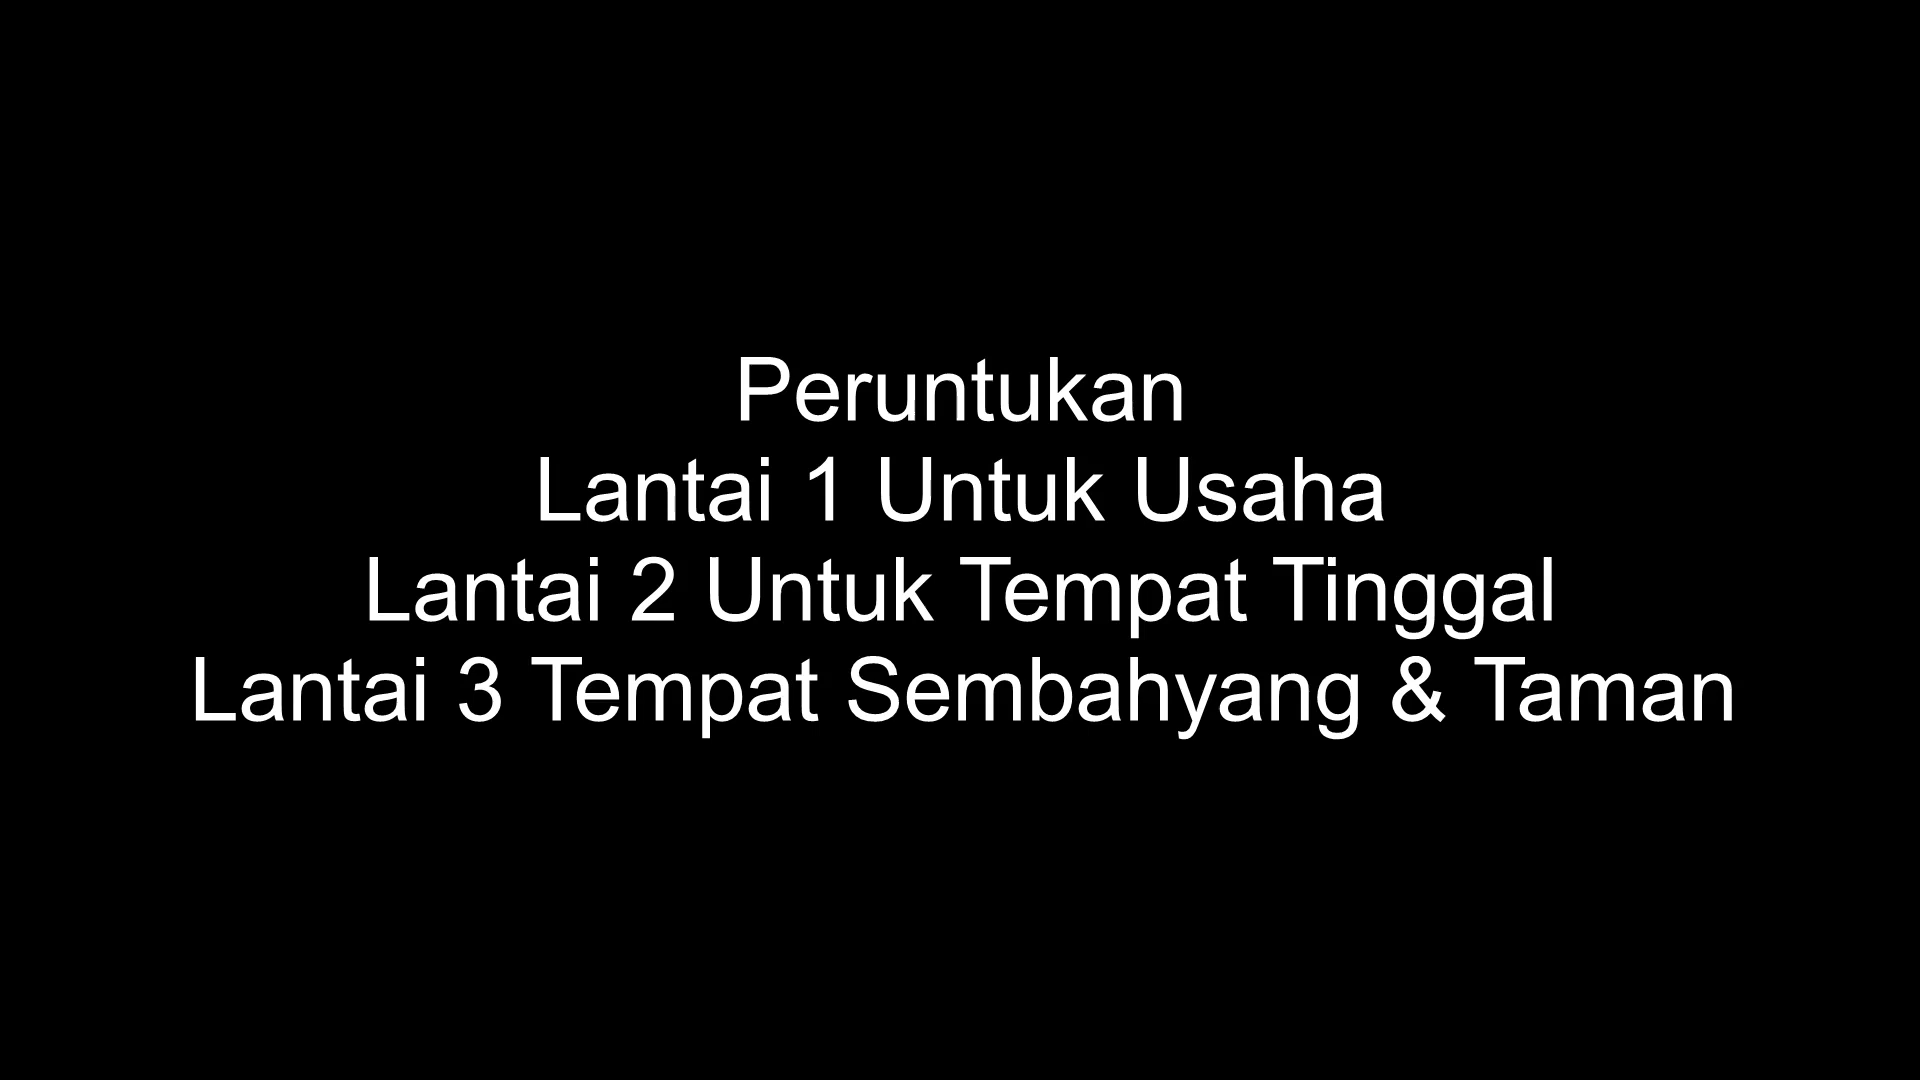 Peruntukan
Lantai 1 Untuk Usaha
Lantai 2 Untuk Tempat Tinggal
Lantai 3 Tempat Sembahyang & Taman